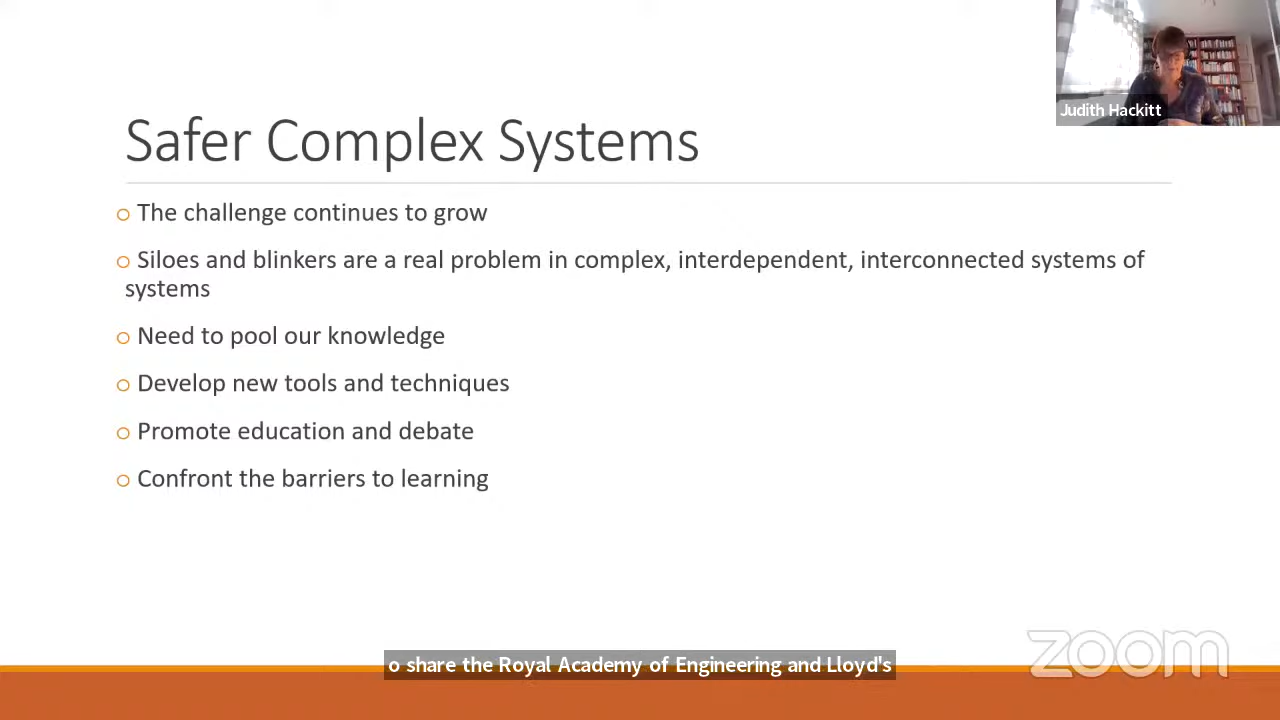 Judith Hackitt
Safer Complex Systems
o The challenge continues to grow
o Siloes and blinkers are a real problem in complex, interdependent, interconnected systems of
systems
o Need to pool our knowledge
o Develop new tools and techniques
o Promote education and debate
o Confront the barriers to learning
o share the Royal Academy of Engineering and Lloyd's
zoom